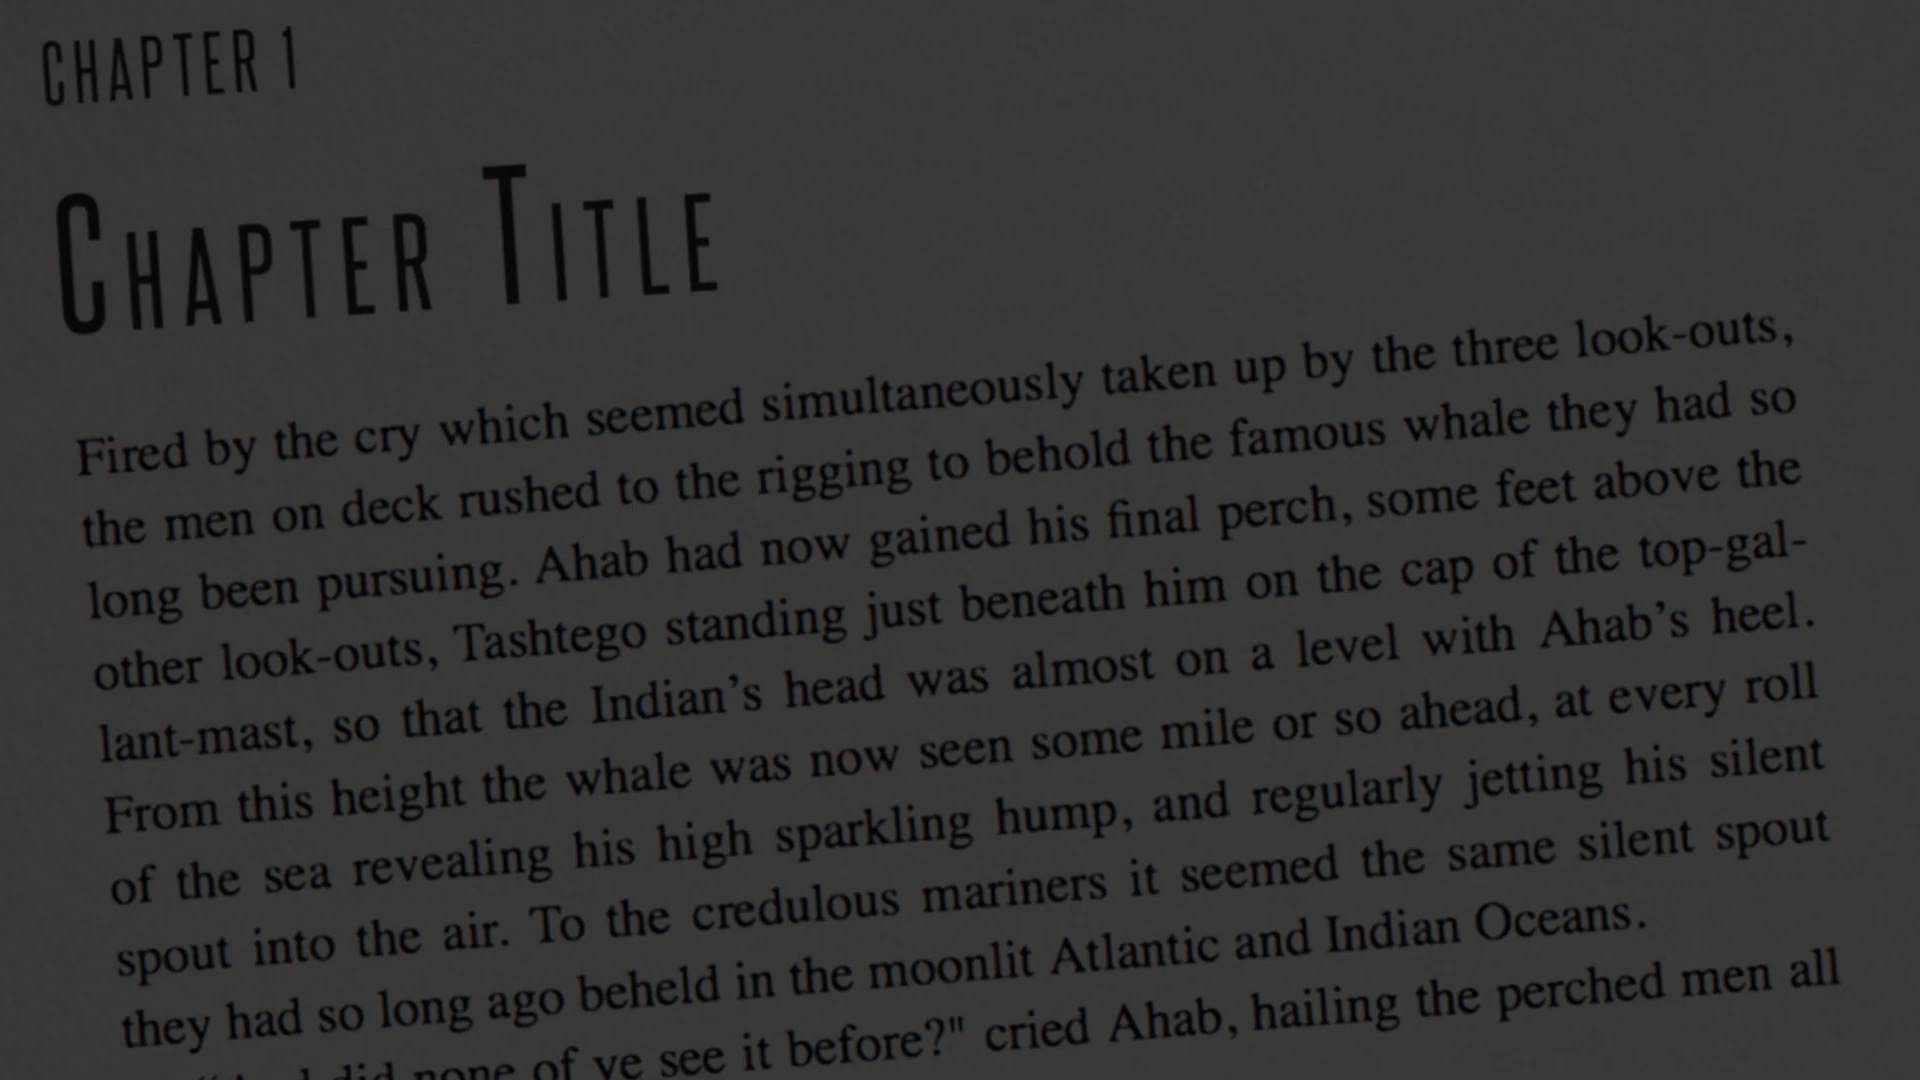 CHAPTER 1
CHAPTER TITLE
Fired by the cry which seemed simultaneously taken up by the three look-outs,
the men on deck rushed to the rigging to behold the famous whale they had so
long been pursuing. Ahab had now gained his final perch, some feet above the
other look-outs, Tashtego standing just beneath him on the cap of the top-gal-
lant-mast, so that the Indian’s head was almost on a level with Ahab’s heel.
From this height the whale was now seen some mile or so ahead, at every roll
of the sea revealing his high sparkling hump, and regularly jetting his silent
spout into the air. To the credulous mariners it seemed the same silent spout
they had so long ago beheld in the moonlit Atlantic and Indian Oceans.
did none of ye see it before?" cried Ahab, hailing the perched men all